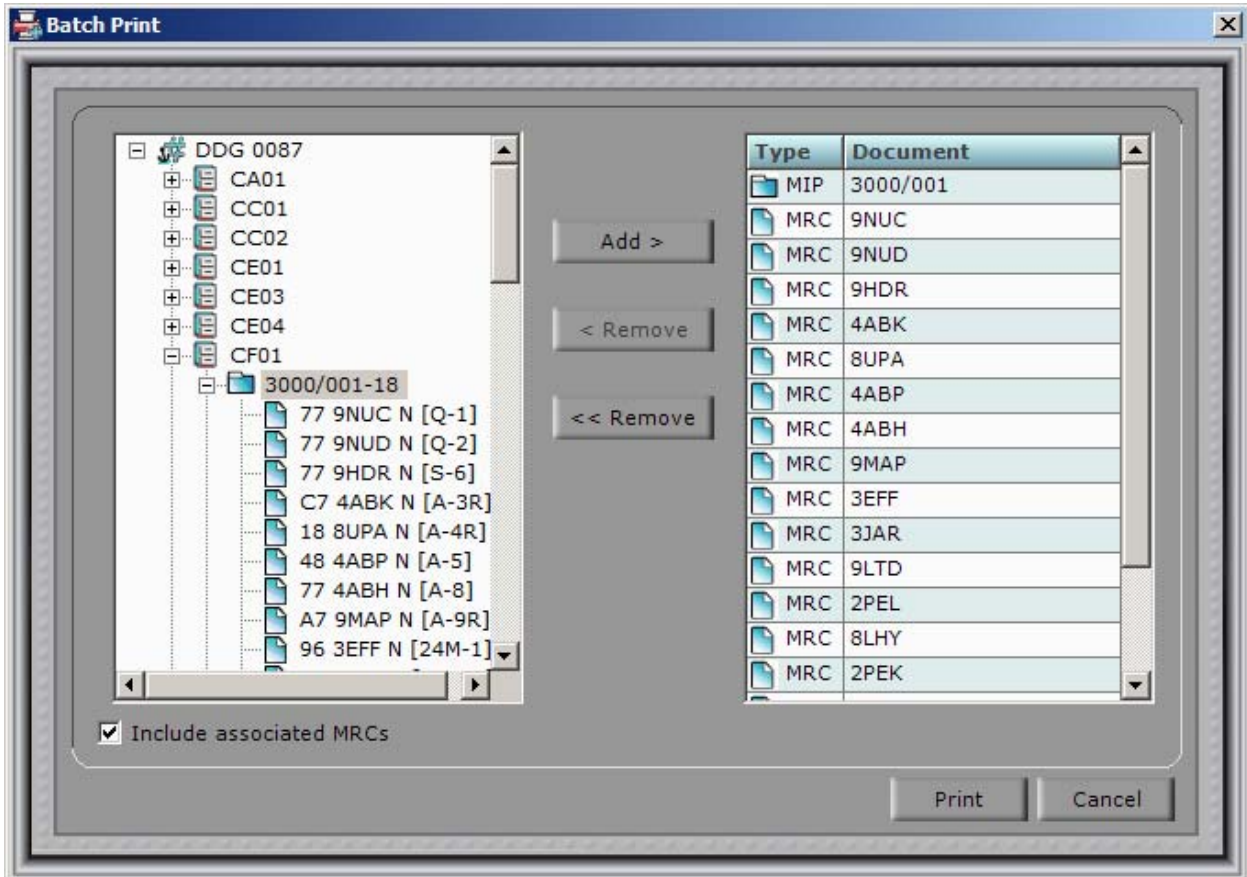 Batch Print
DDG 0087
CA01
CC01
CC02
CE01
CE03
CE04
CF01
3000/001-18
77 9NUC N [Q-1]
77 9NUD N [Q-2]
77 9HDR N [S-6]
C7 4ABK N [A-3R]
18 8UPA N [A-4R]
48 4ABP N [A-5]
77 4ABH N [A-8]
A7 9MAP N [A-9R]
96 3EFF N [24M-1]
Include associated MRCs
Add >
< Remove
<< Remove
Type Document
MIP 3000/001
MRC 9NUC
MRC 9NUD
MRC 9HDR
MRC 4ABK
MRC 8UPA
MRC 4ABP
MRC 4ABH
MRC 9MAP
MRC 3EFF
MRC 3JAR
MRC 9LTD
MRC 2PEL
MRC 8LHY
MRC 2PEK
Print Cancel